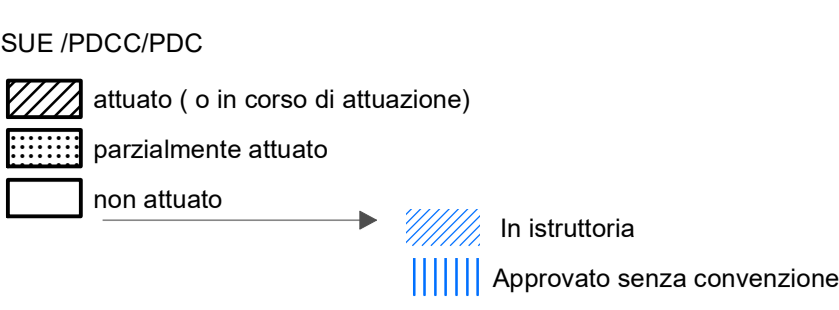 SUE /PDCC/PDC
attuato ( o in corso di attuazione)
parzialmente attuato
non attuato
In istruttoria
Approvato senza convenzione